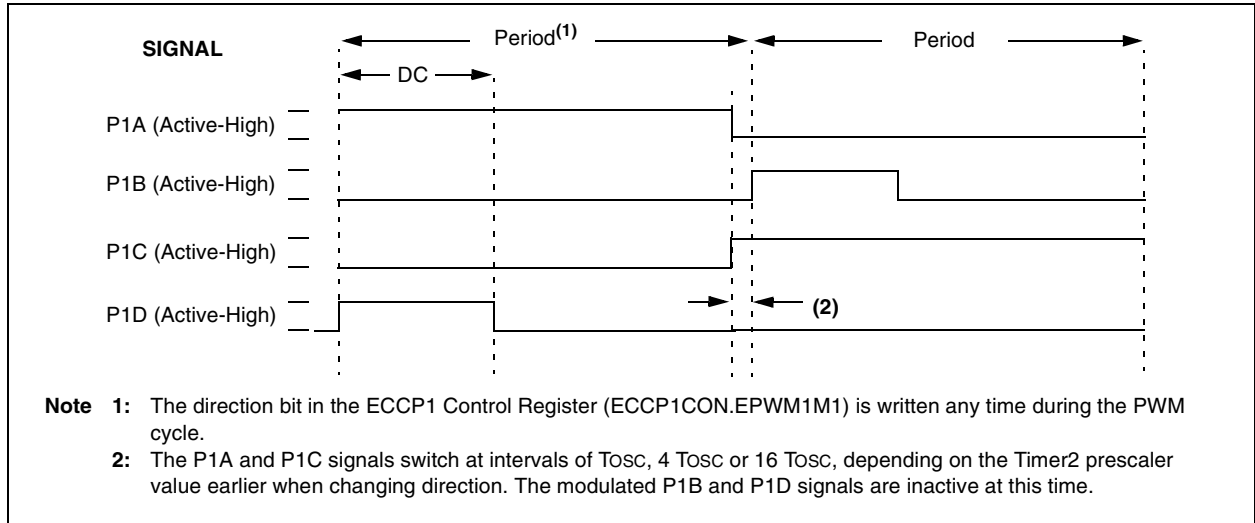 SIGNAL
Period(1)
Period
DC
P1A (Active-High)
P1B (Active-High)
P1C (Active-High)
P1D (Active-High)
(2)
Note 1: The direction bit in the ECCP1 Control Register (ECCP1CON.EPWM1M1) is written any time during the PWM
cycle.
2: The P1A and P1C signals switch at intervals of TOSC, 4 TOSC or 16 TOSC, depending on the Timer2 prescaler
value earlier when changing direction. The modulated P1B and P1D signals are inactive at this time.